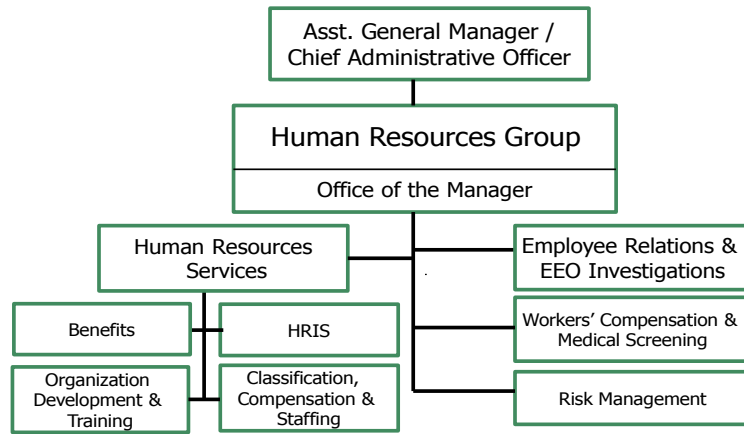 Asst. General Manager /
Chief Administrative Officer
Human Resources Group
Office of the Manager
Human Resources
Services
Employee Relations &
EEO Investigations
Benefits
HRIS
Workers’ Compensation &
Medical Screening
Organization
Development &
Training
Classification,
Compensation &
Staffing
Risk Management